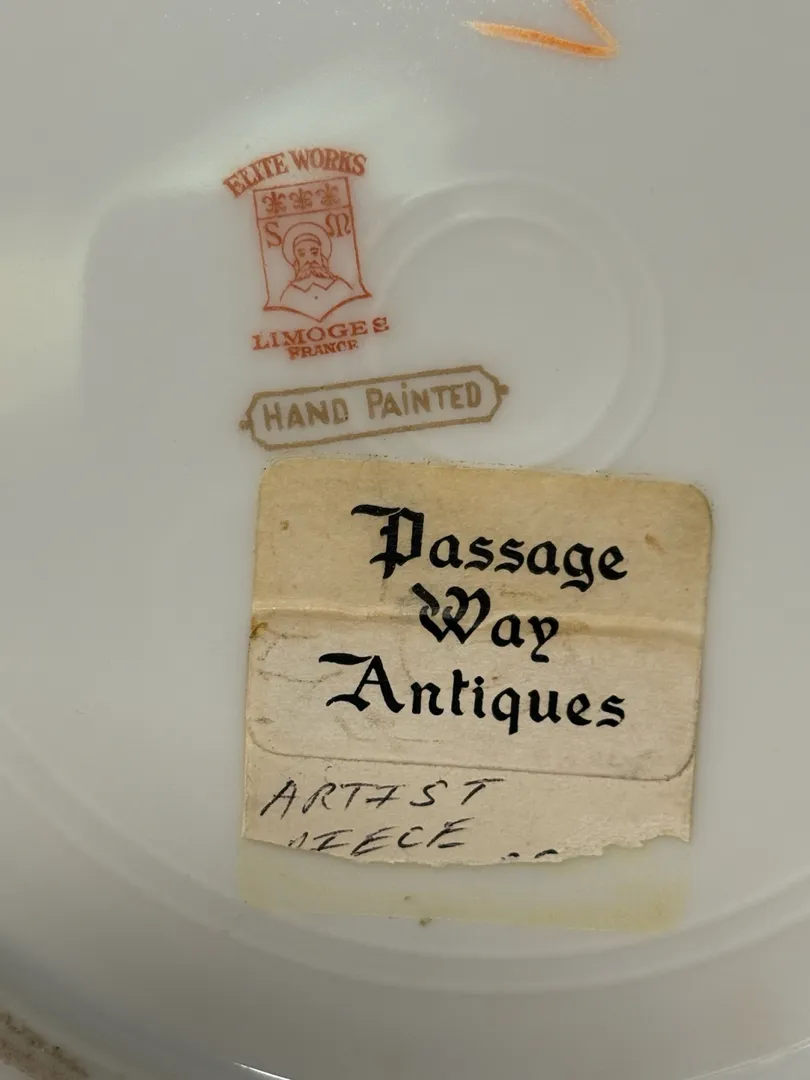 ELITE WORKS
S M
LIMOGES
FRANCE
HAND PAINTED
Passage
Way
Antiques
ARTIST
PIECE